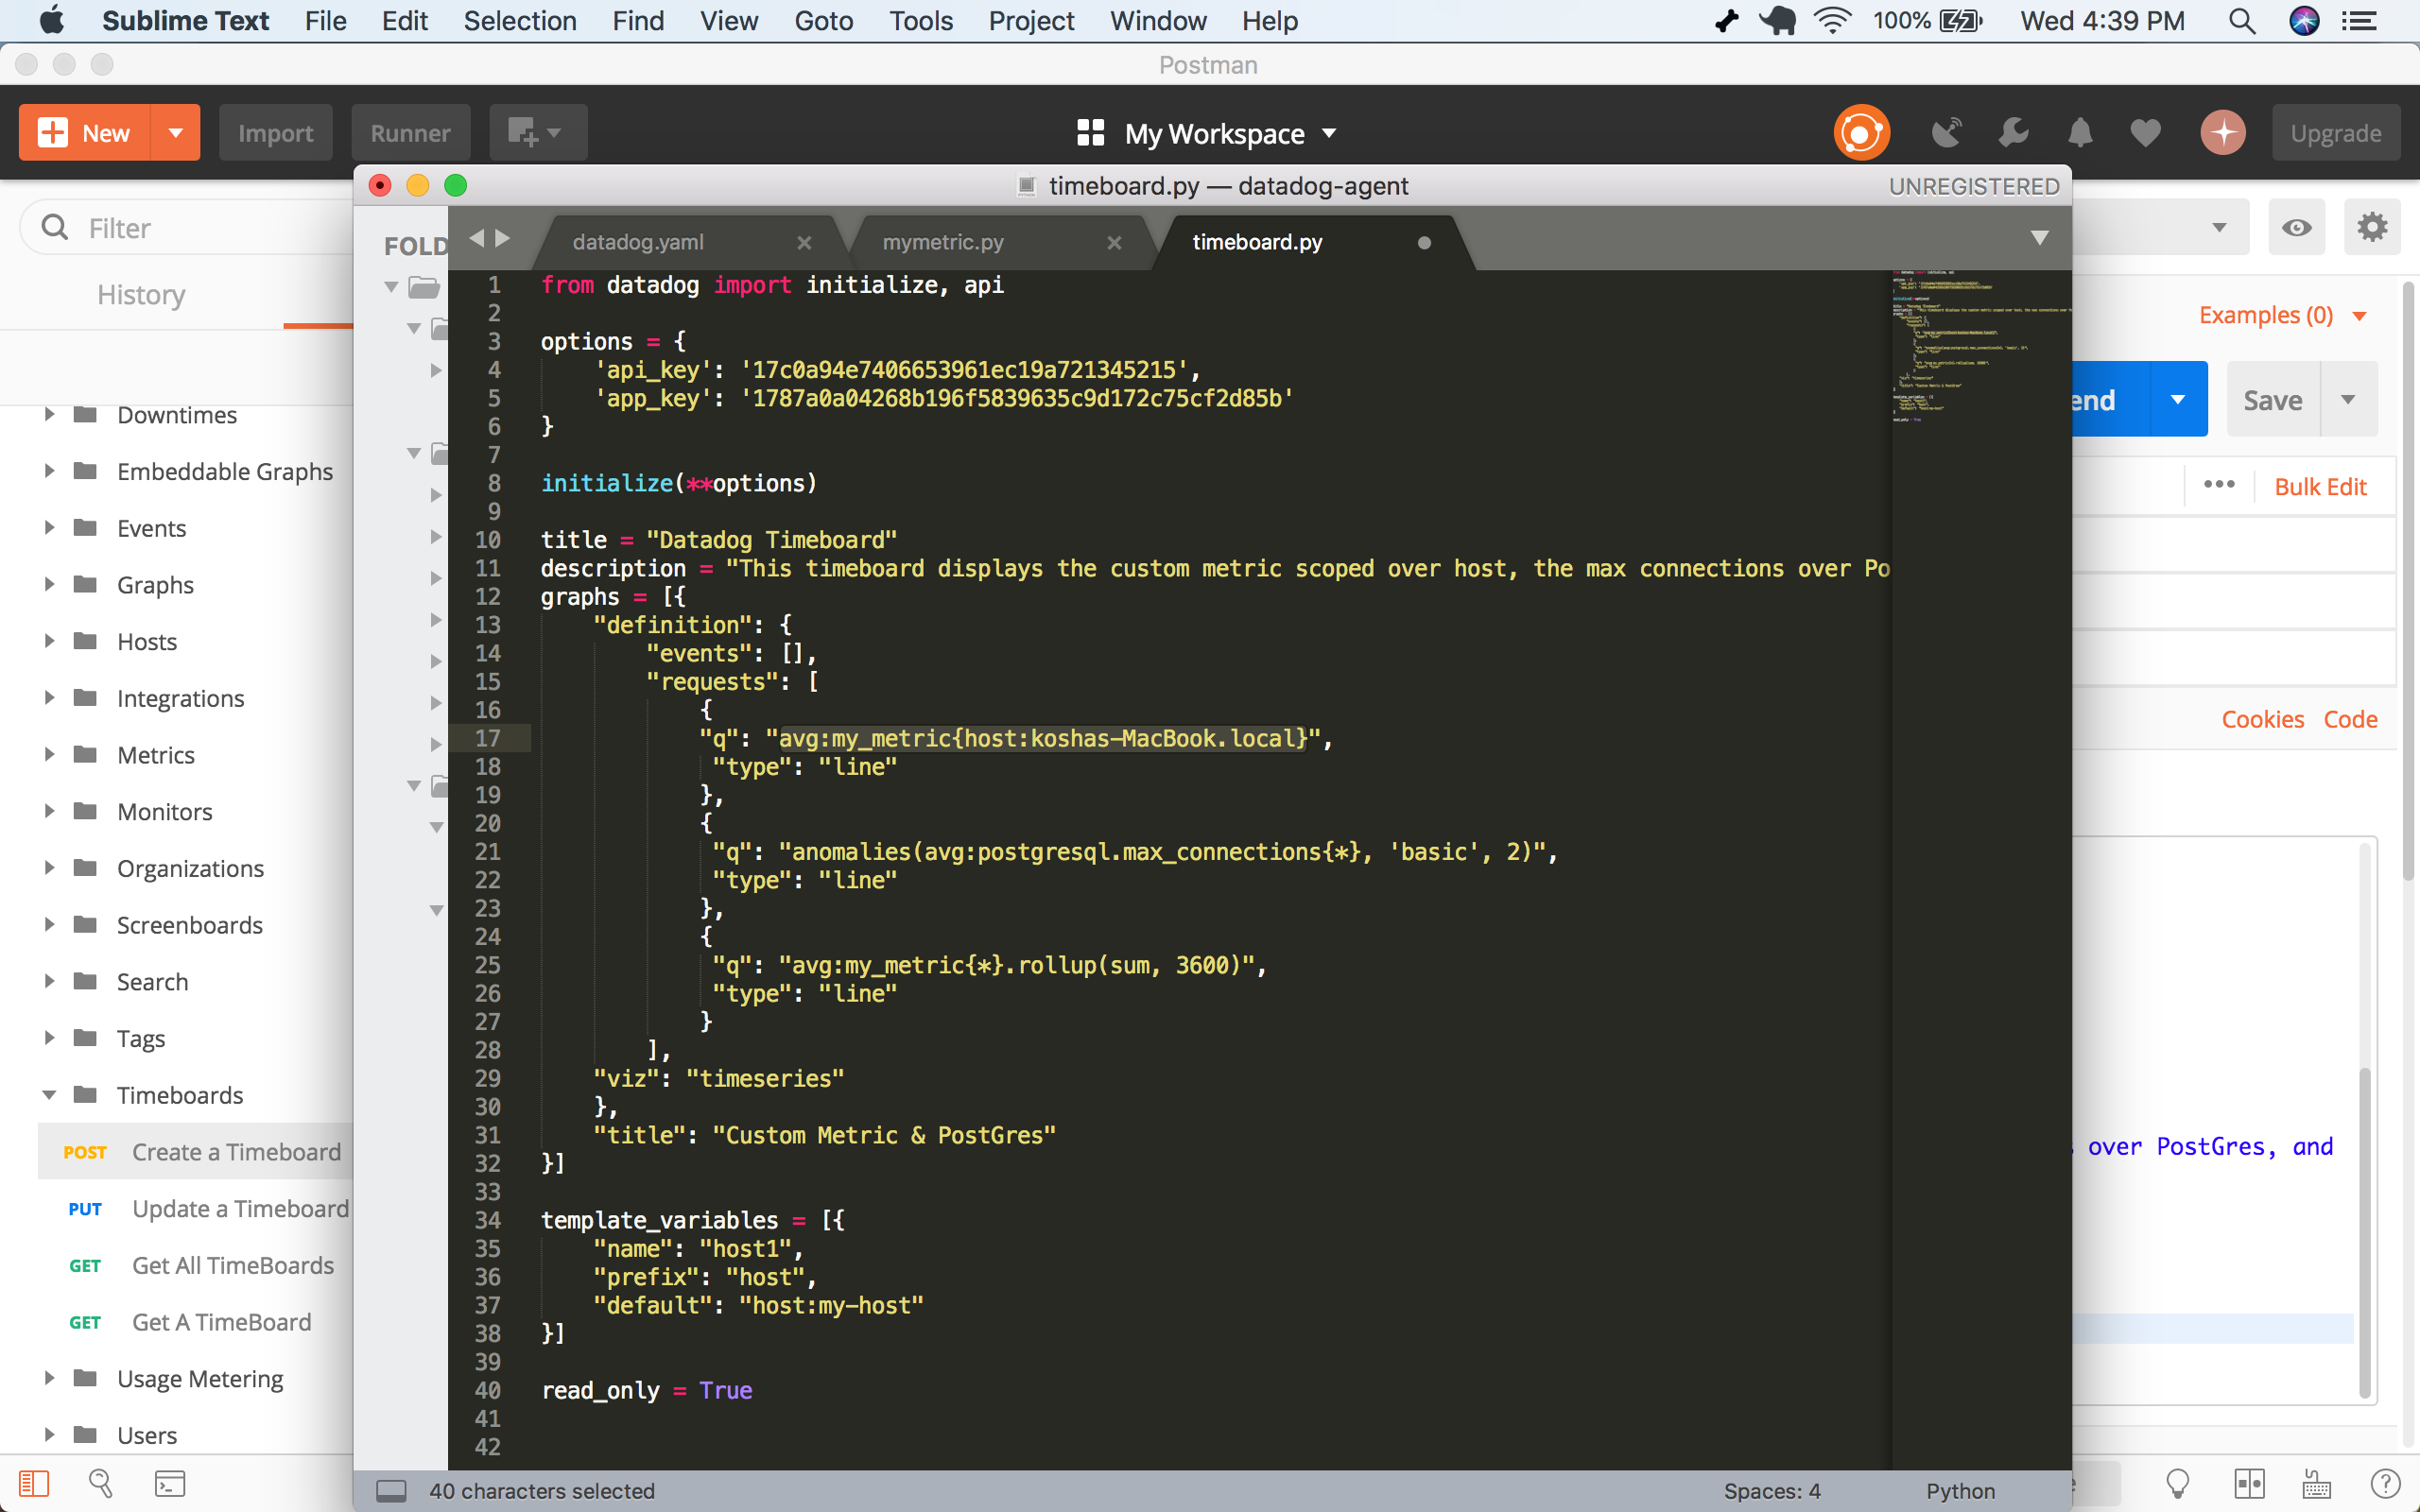 Sublime Text File Edit Selection Find View Goto Tools Project Window Help 100% Wed 4:39 PM
Postman
New Import Runner My Workspace Upgrade
timeboard.py — datadog-agent UNREGISTERED
Filter
History
Downtimes
Embeddable Graphs
Events
Graphs
Hosts
Integrations
Metrics
Monitors
Organizations
Screenboards
Search
Tags
Timeboards
POST Create a Timeboard
PUT Update a Timeboard
GET Get All TimeBoards
GET Get A TimeBoard
Usage Metering
Users
FOLD
datadog.yaml mymetric.py timeboard.py
1 from datadog import initialize, api
2
3 options = {
4 'api_key': '17c0a94e7406653961ec19a721345215',
5 'app_key': '1787a0a04268b196f5839635c9d172c75cf2d85b'
6 }
7
8 initialize(**options)
9
10 title = "Datadog Timeboard"
11 description = "This timeboard displays the custom metric scoped over host, the max connections over Po
12 graphs = [{
13 "definition": {
14 "events": [],
15 "requests": [
16 {
17 "q": "avg:my_metric{host:koshas-MacBook.local}",
18 "type": "line"
19 },
20 {
21 "q": "anomalies(avg:postgresql.max_connections{*}, 'basic', 2)",
22 "type": "line"
23 },
24 {
25 "q": "avg:my_metric{*}.rollup(sum, 3600)",
26 "type": "line"
27 }
28 ],
29 "viz": "timeseries"
30 },
31 "title": "Custom Metric & PostGres"
32 }]
33
34 template_variables = [{
35 "name": "host1",
36 "prefix": "host",
37 "default": "host:my-host"
38 }]
39
40 read_only = True
41
42
40 characters selected Spaces: 4 Python
Examples (0)
end Save
Bulk Edit
Cookies Code
over PostGres, and